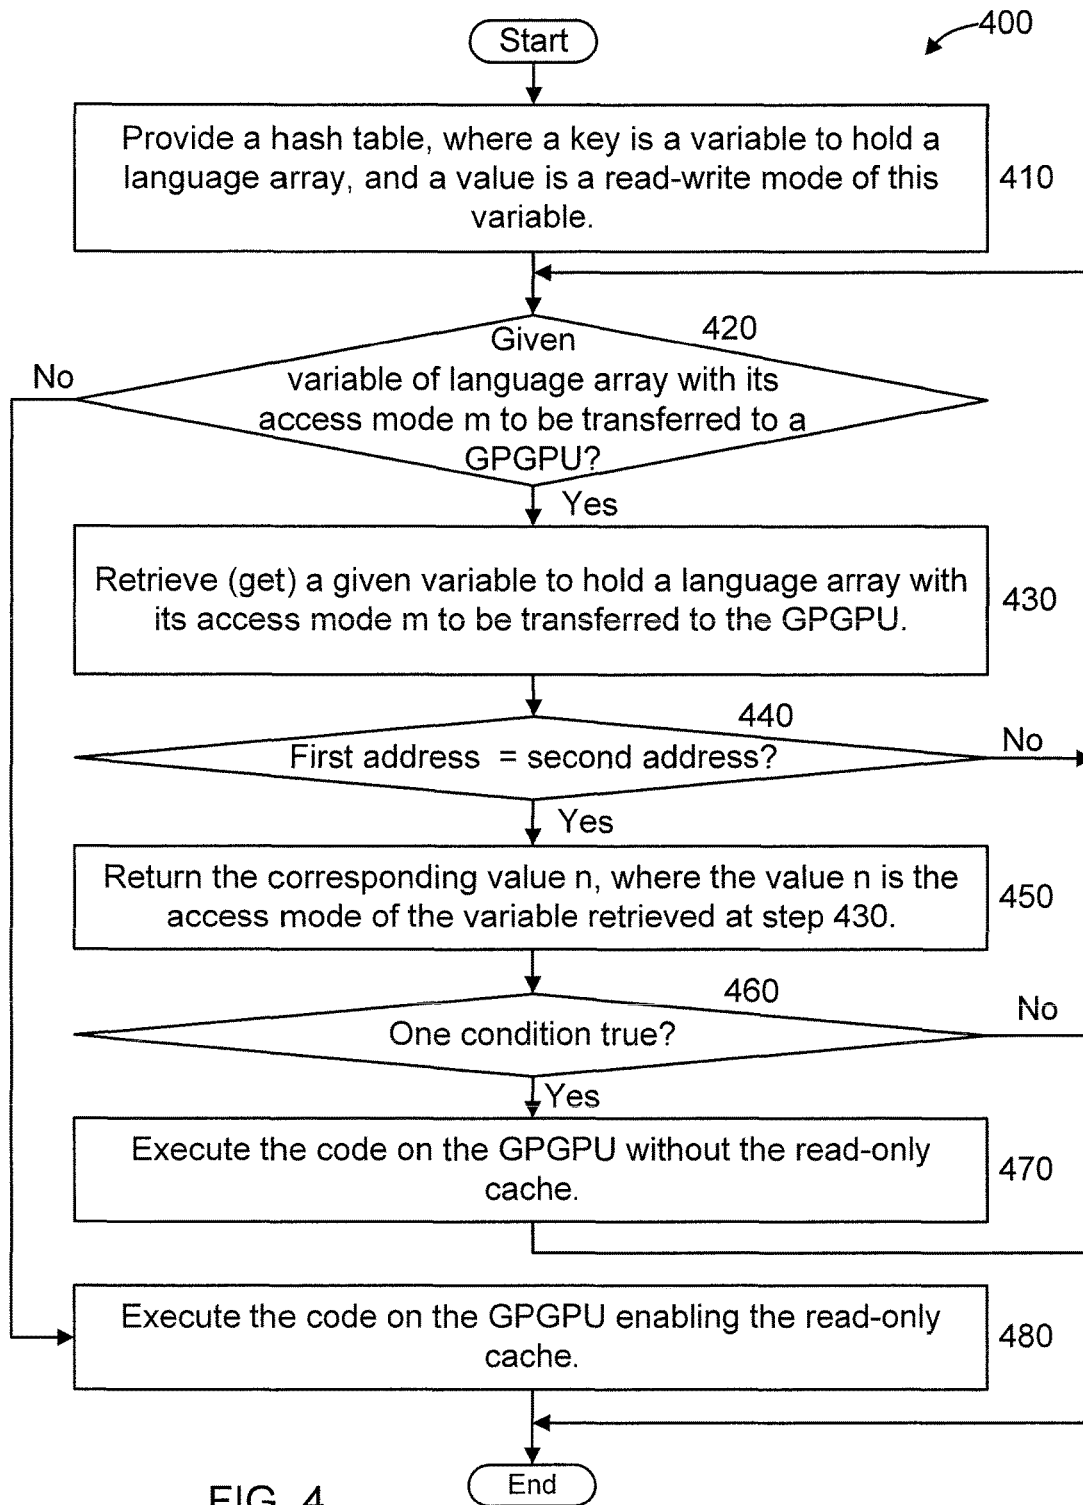 Start
400
Provide a hash table, where a key is a variable to hold a
language array, and a value is a read-write mode of this
variable.
410
420
Given
variable of language array with its
access mode m to be transferred to a
GPGPU?
No
Yes
Retrieve (get) a given variable to hold a language array with
its access mode m to be transferred to the GPGPU.
430
440
First address = second address?
No
Yes
Return the corresponding value n, where the value n is the
access mode of the variable retrieved at step 430.
450
460
One condition true?
No
Yes
Execute the code on the GPGPU without the read-only
cache.
470
Execute the code on the GPGPU enabling the read-only
cache.
480
End
FIG. 4